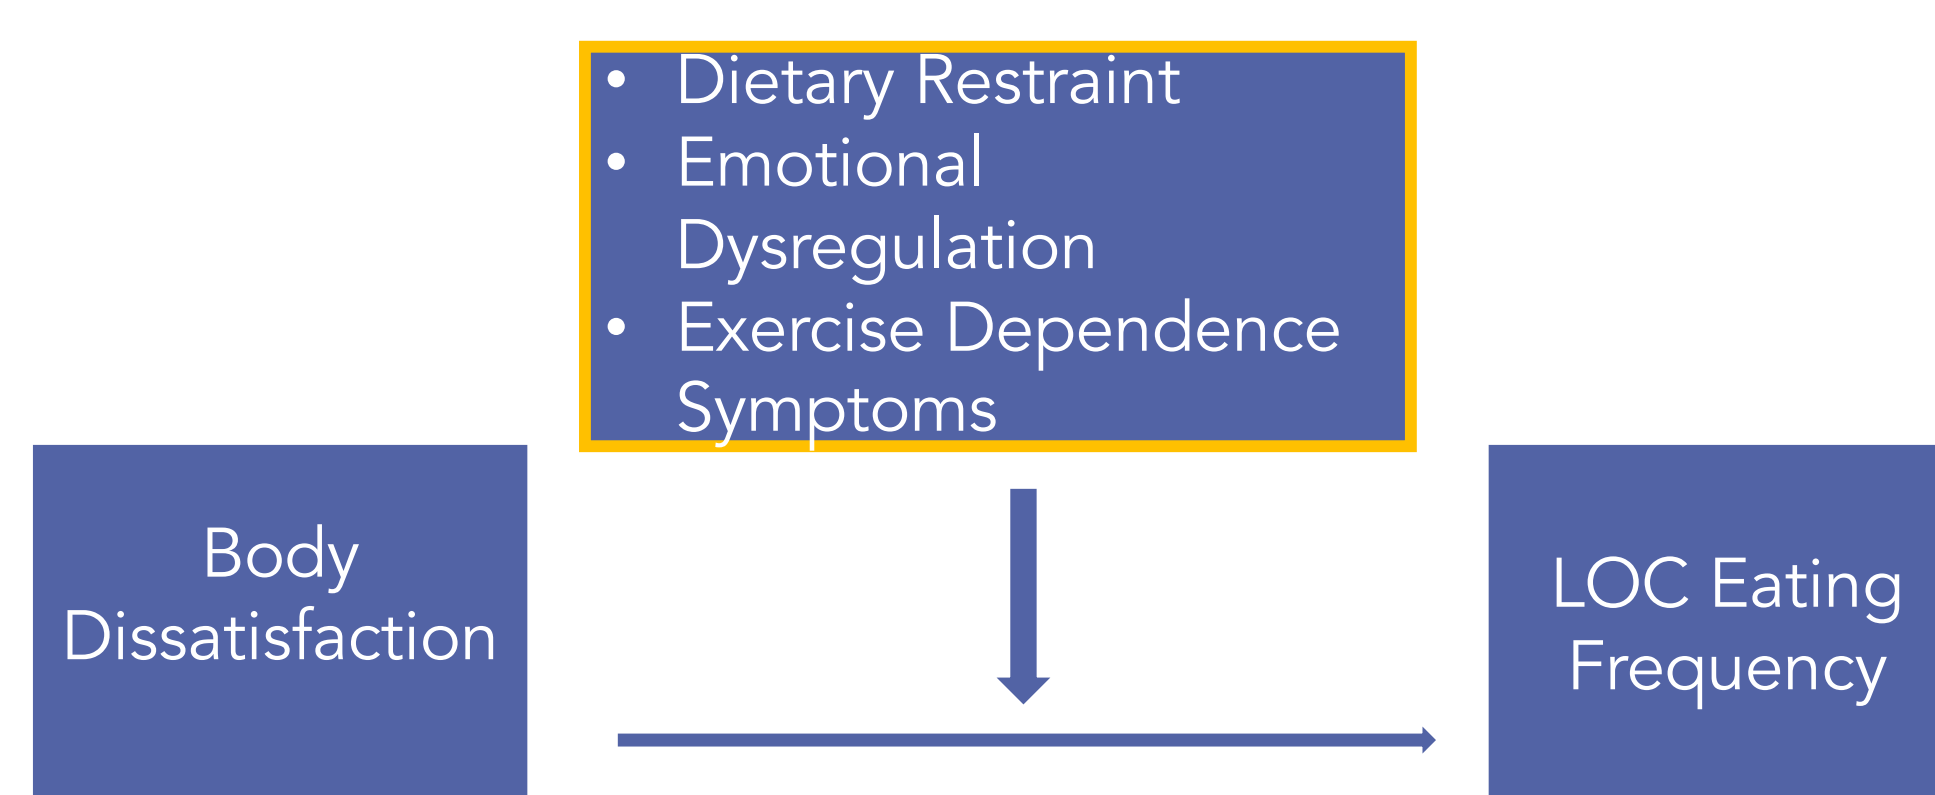 • Dietary Restraint
• Emotional
Dysregulation
• Exercise Dependence
Symptoms
Body
Dissatisfaction
LOC Eating
Frequency